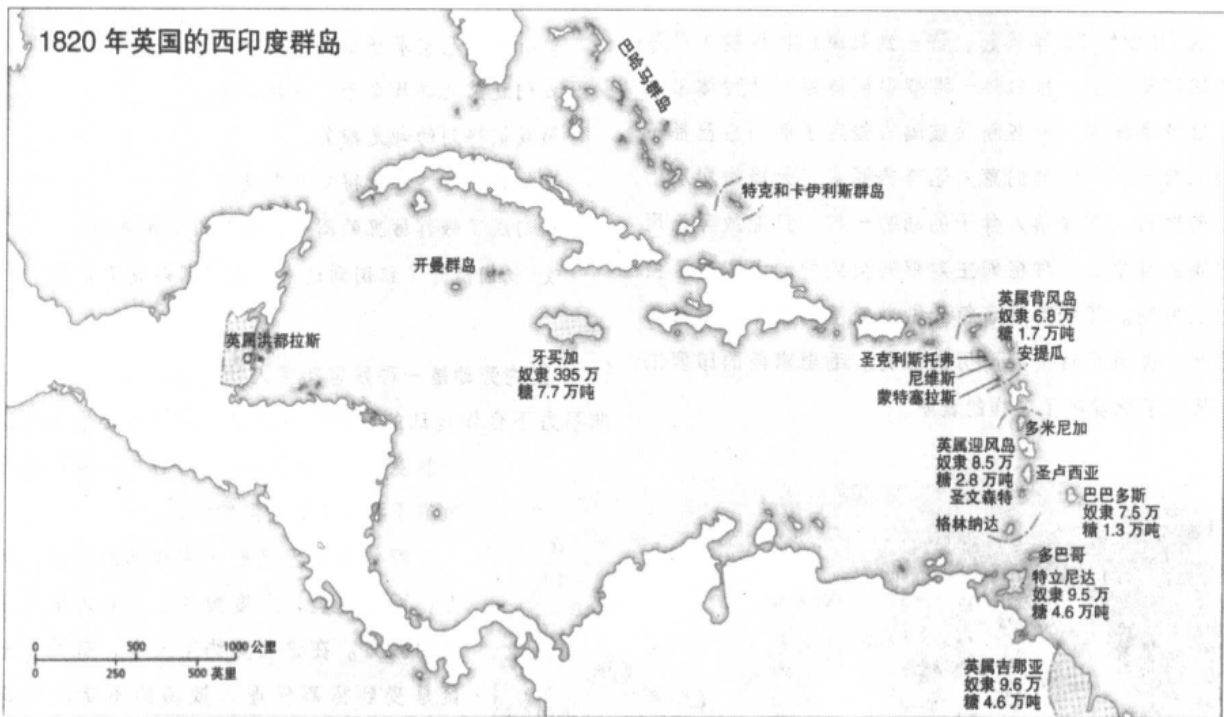 1820 年英国的西印度群岛
巴哈马群岛
特克和卡伊利斯群岛
开曼群岛
英属洪都拉斯
牙买加
奴隶 395 万
糖 7.7 万吨
英属背风岛
奴隶 6.8 万
糖 1.7 万吨
圣克利斯托弗
安提瓜
尼维斯
蒙特塞拉斯
多米尼加
英属迎风岛
奴隶 8.5 万
糖 2.8 万吨
圣卢西亚
圣文森特
巴巴多斯
奴隶 7.5 万
糖 1.3 万吨
格林纳达
多巴哥
特立尼达
奴隶 9.5 万
糖 4.6 万吨
英属吉那亚
奴隶 9.6 万
糖 4.6 万吨
0 500 1000 公里
0 250 500
英里